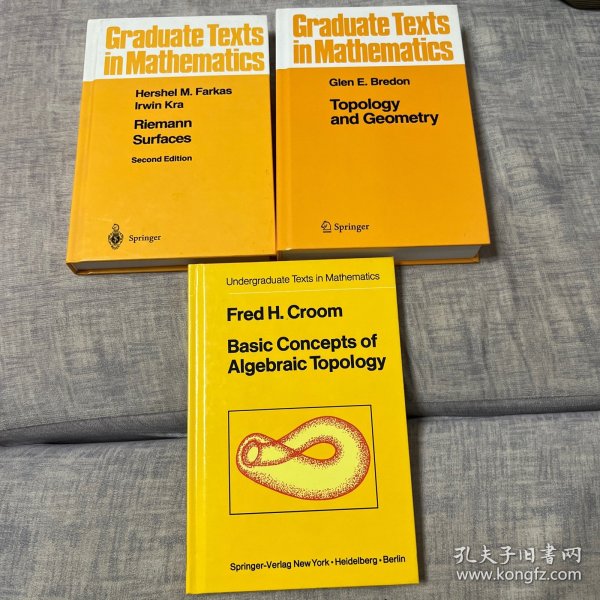 Graduate Texts
in Mathematics
Hershel M. Farkas
Irwin Kra
Riemann
Surfaces
Second Edition
Springer
Graduate Texts
in Mathematics
Glen E. Bredon
Topology
and Geometry
Springer
Undergraduate Texts in Mathematics
Fred H. Croom
Basic Concepts of
Algebraic Topology
Springer-Verlag New York • Heidelberg • Berlin
孔夫子旧书网
www.kongfz.com